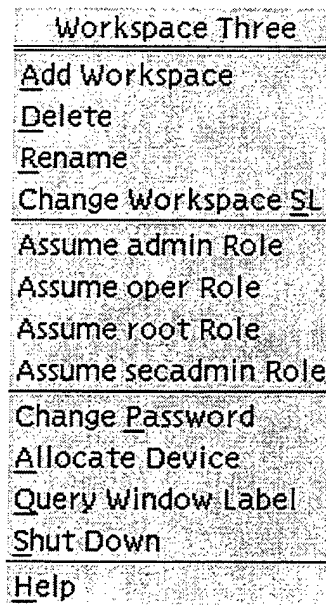 Workspace Three
Add Workspace
Delete
Rename
Change Workspace SL
Assume admin Role
Assume oper Role
Assume root Role
Assume secadmin Role
Change Password
Allocate Device
Query Window Label
Shut Down
Help